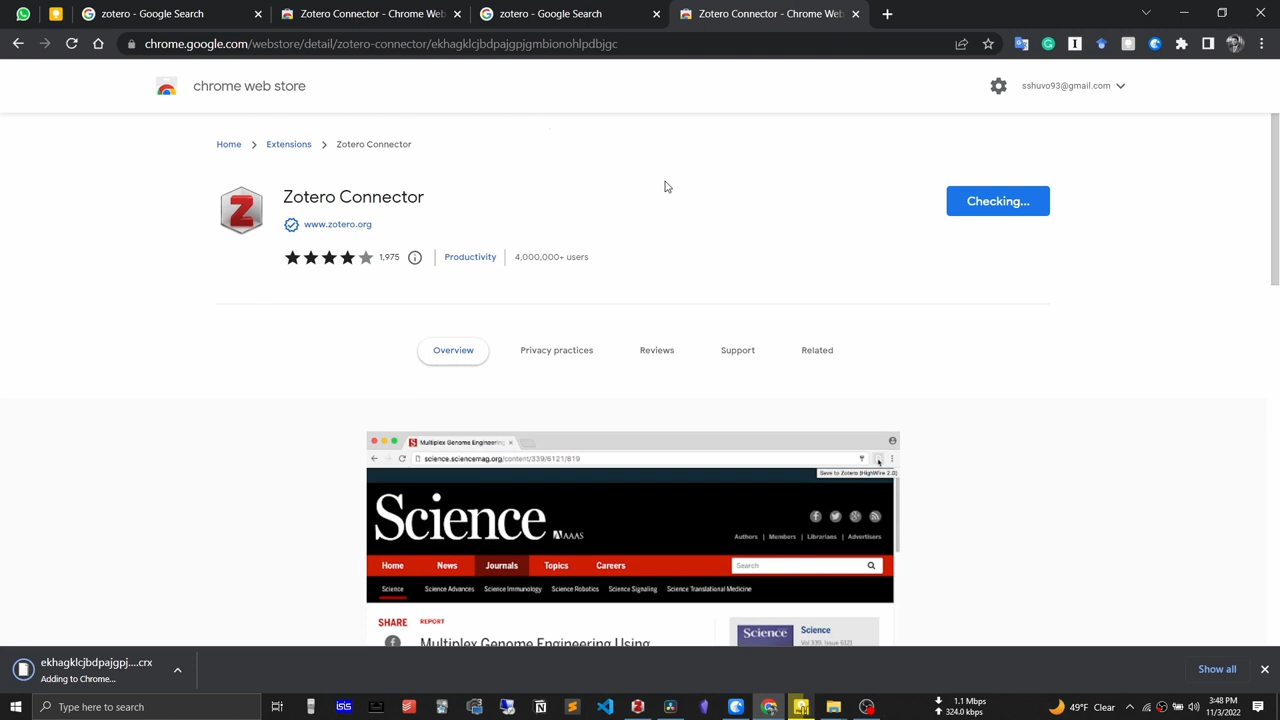 zotero - Google Search
Zotero Connector - Chrome Web S
zotero - Google Search
Zotero Connector - Chrome Web S
chrome.google.com/webstore/detail/zotero-connector/ekhagklcjbdpajgpjgmbionohlpdbjgc
chrome web store
sshuvo93@gmail.com
Home
Extensions
Zotero Connector
Zotero Connector
Checking...
www.zotero.org
1,975
Productivity
4,000,000+ users
Overview
Privacy practices
Reviews
Support
Related
Multiplex Genome Engineering
science.sciencemag.org/content/339/6121/819
Save to Zotero (HighWire 2.0)
Science
AAAS
Authors | Members | Librarians | Advertisers
Home
News
Journals
Topics
Careers
Search
Science
Science Advances
Science Immunology
Science Robotics
Science Signaling
Science Translational Medicine
SHARE
REPORT
Multiplex Genome Engineering Using
Science
Science
Vol 339, Issue 6121
ekhagklcjbdpajgpj....crx
Adding to Chrome...
Show all
Type here to search
ISIS
1.1 Mbps
324.0 kbps
49°F Clear
3:48 PM
11/3/2022